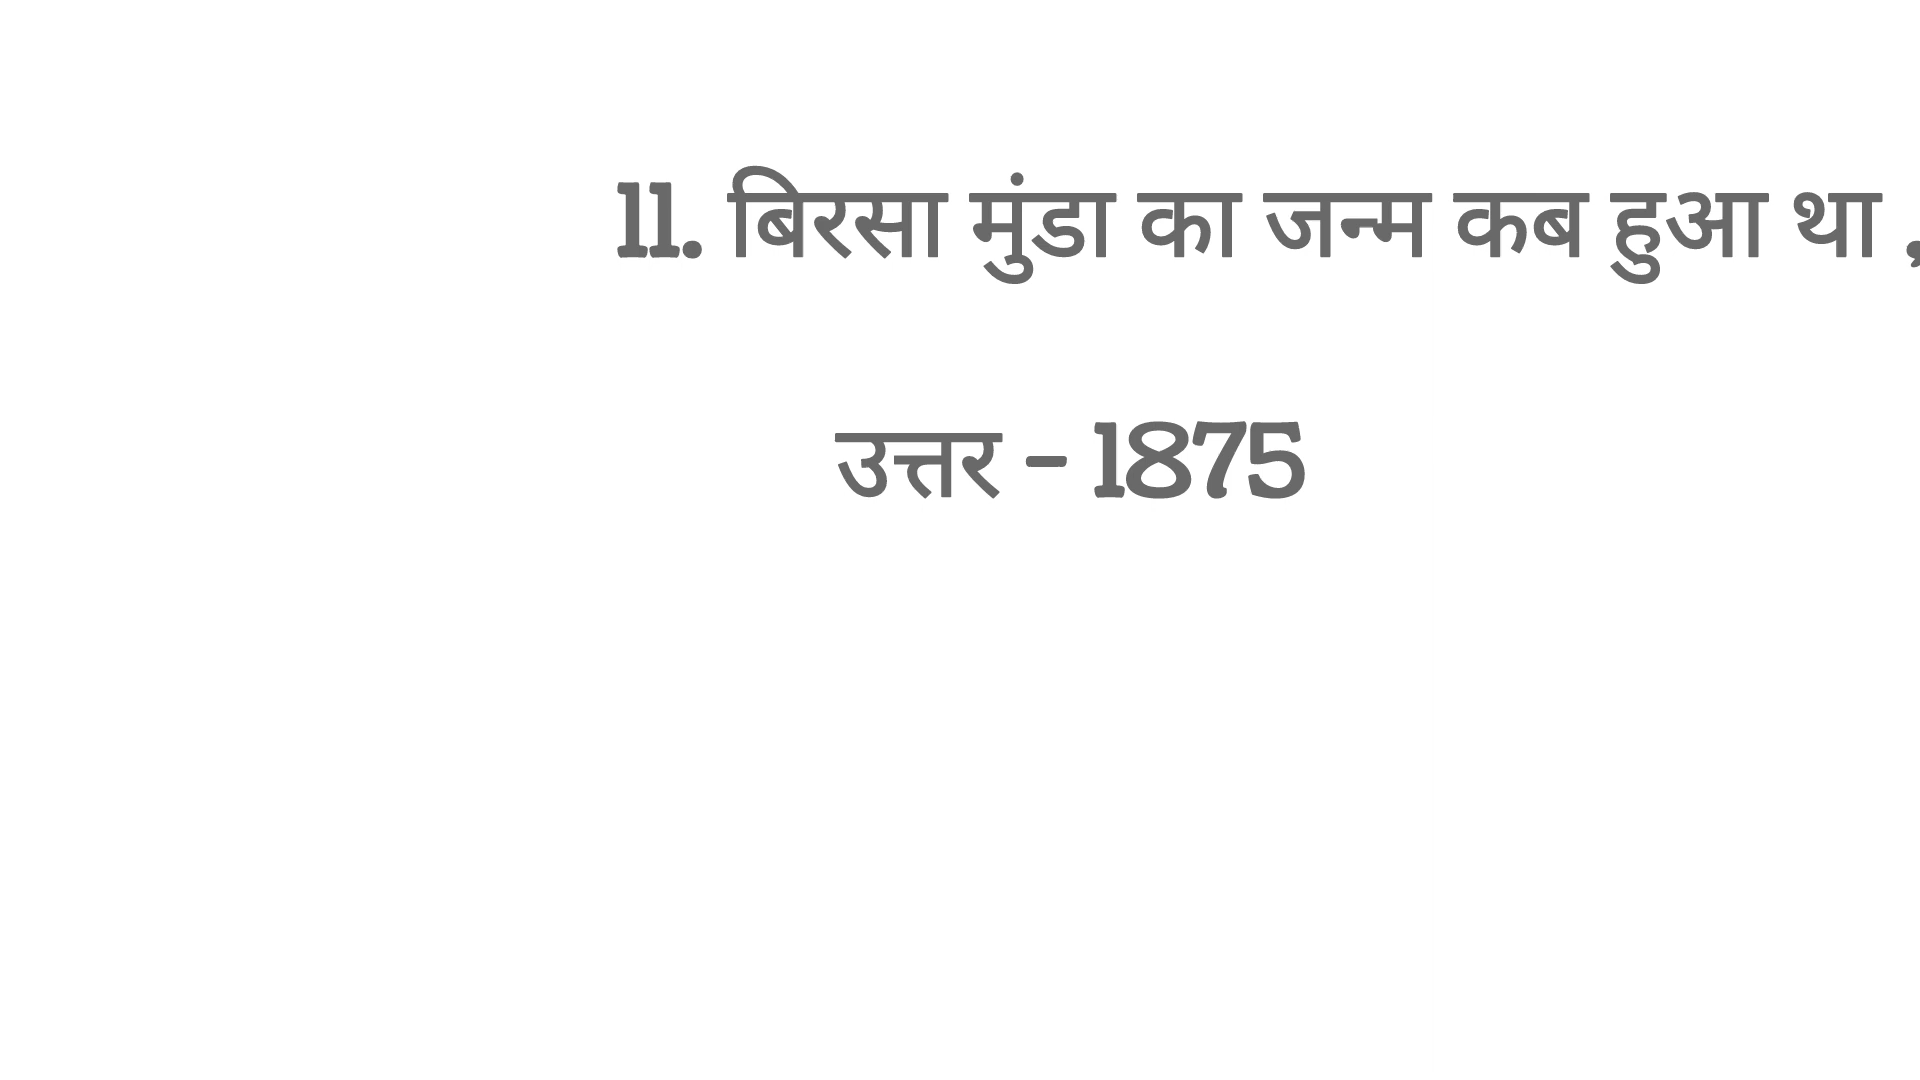 11. बिरसा मुंडा का जन्म कब हुआ था ,
उत्तर - 1875